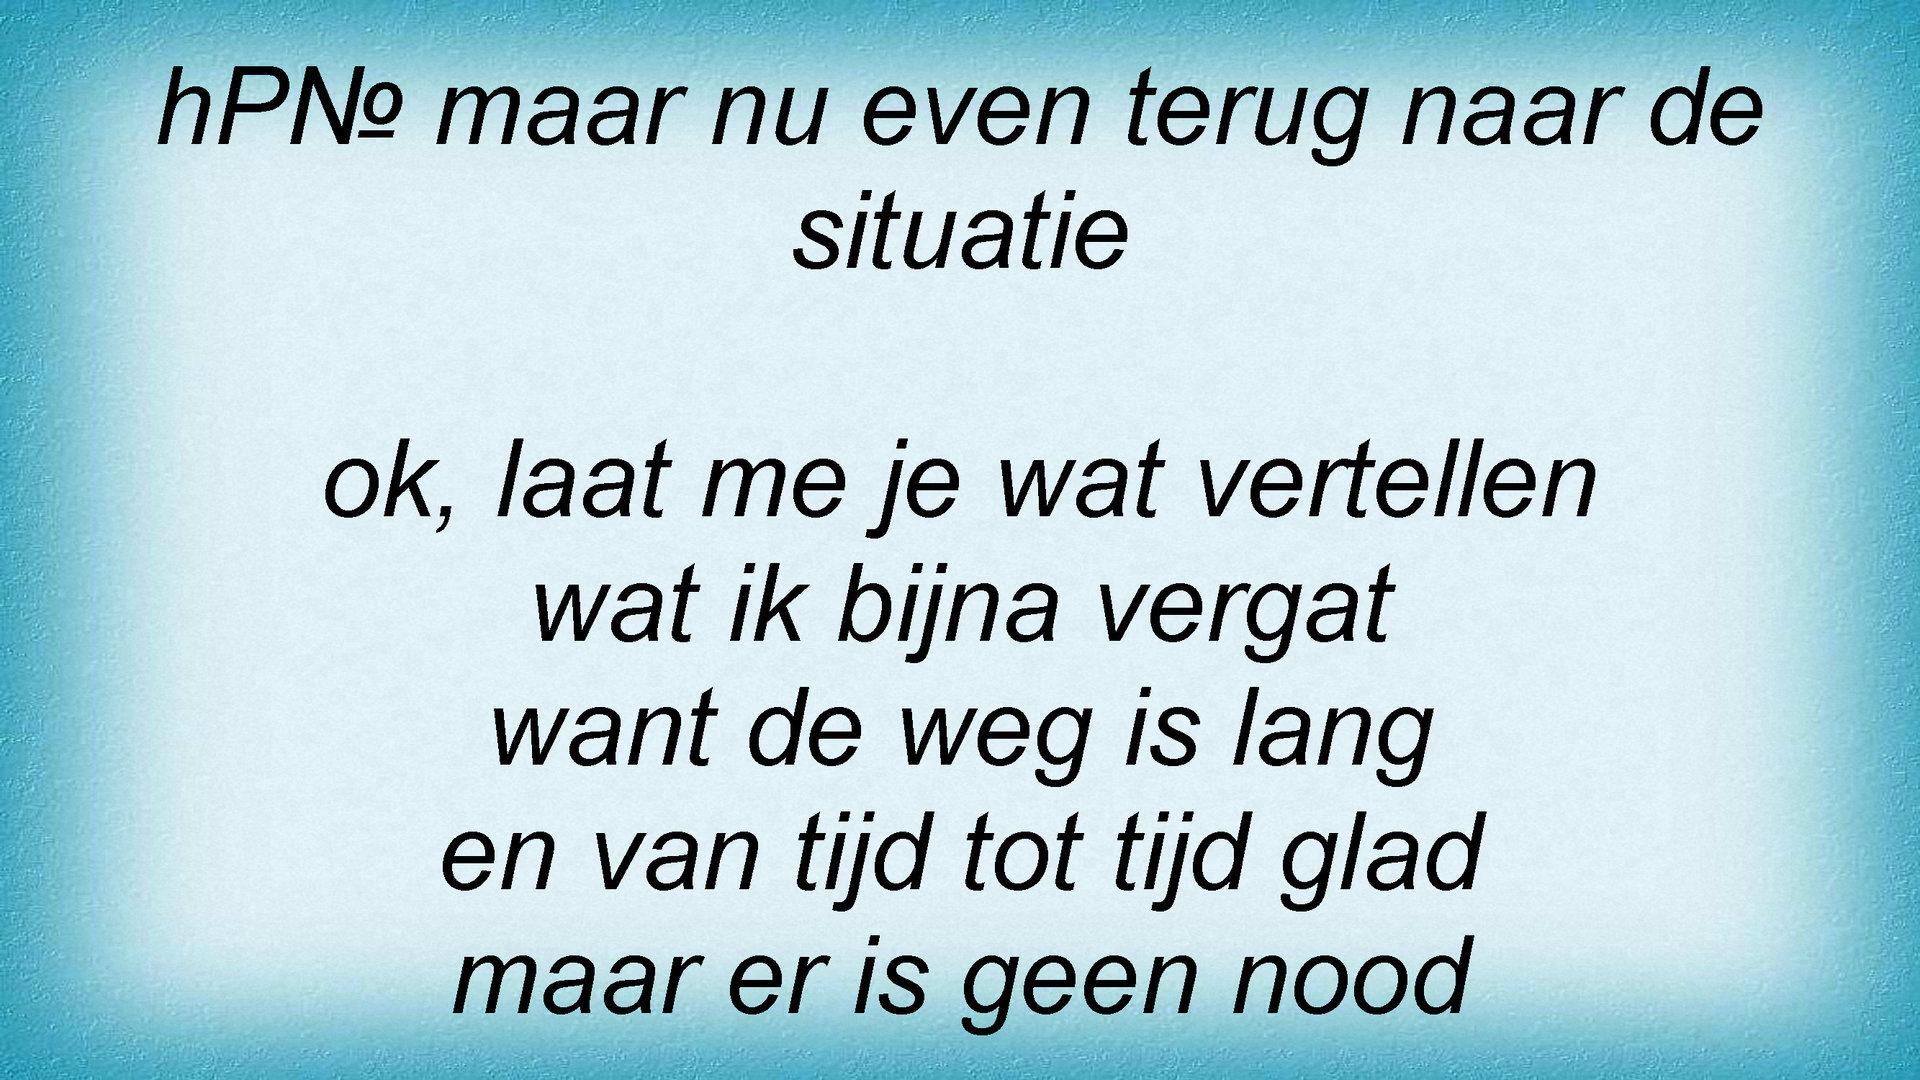 hPN№ maar nu even terug naar de
situatie
ok, laat me je wat vertellen
wat ik bijna vergat
want de weg is lang
en van tijd tot tijd glad
maar er is geen nood